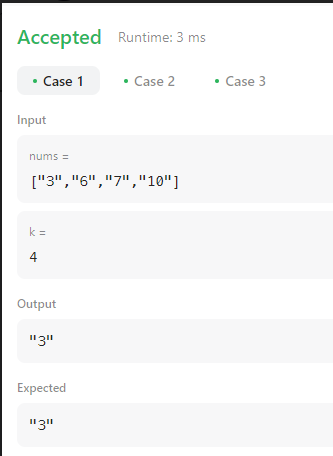 Accepted Runtime: 3 ms
• Case 1 • Case 2 • Case 3
Input
nums =
["3","6","7","10"]
k =
4
Output
"3"
Expected
"3"